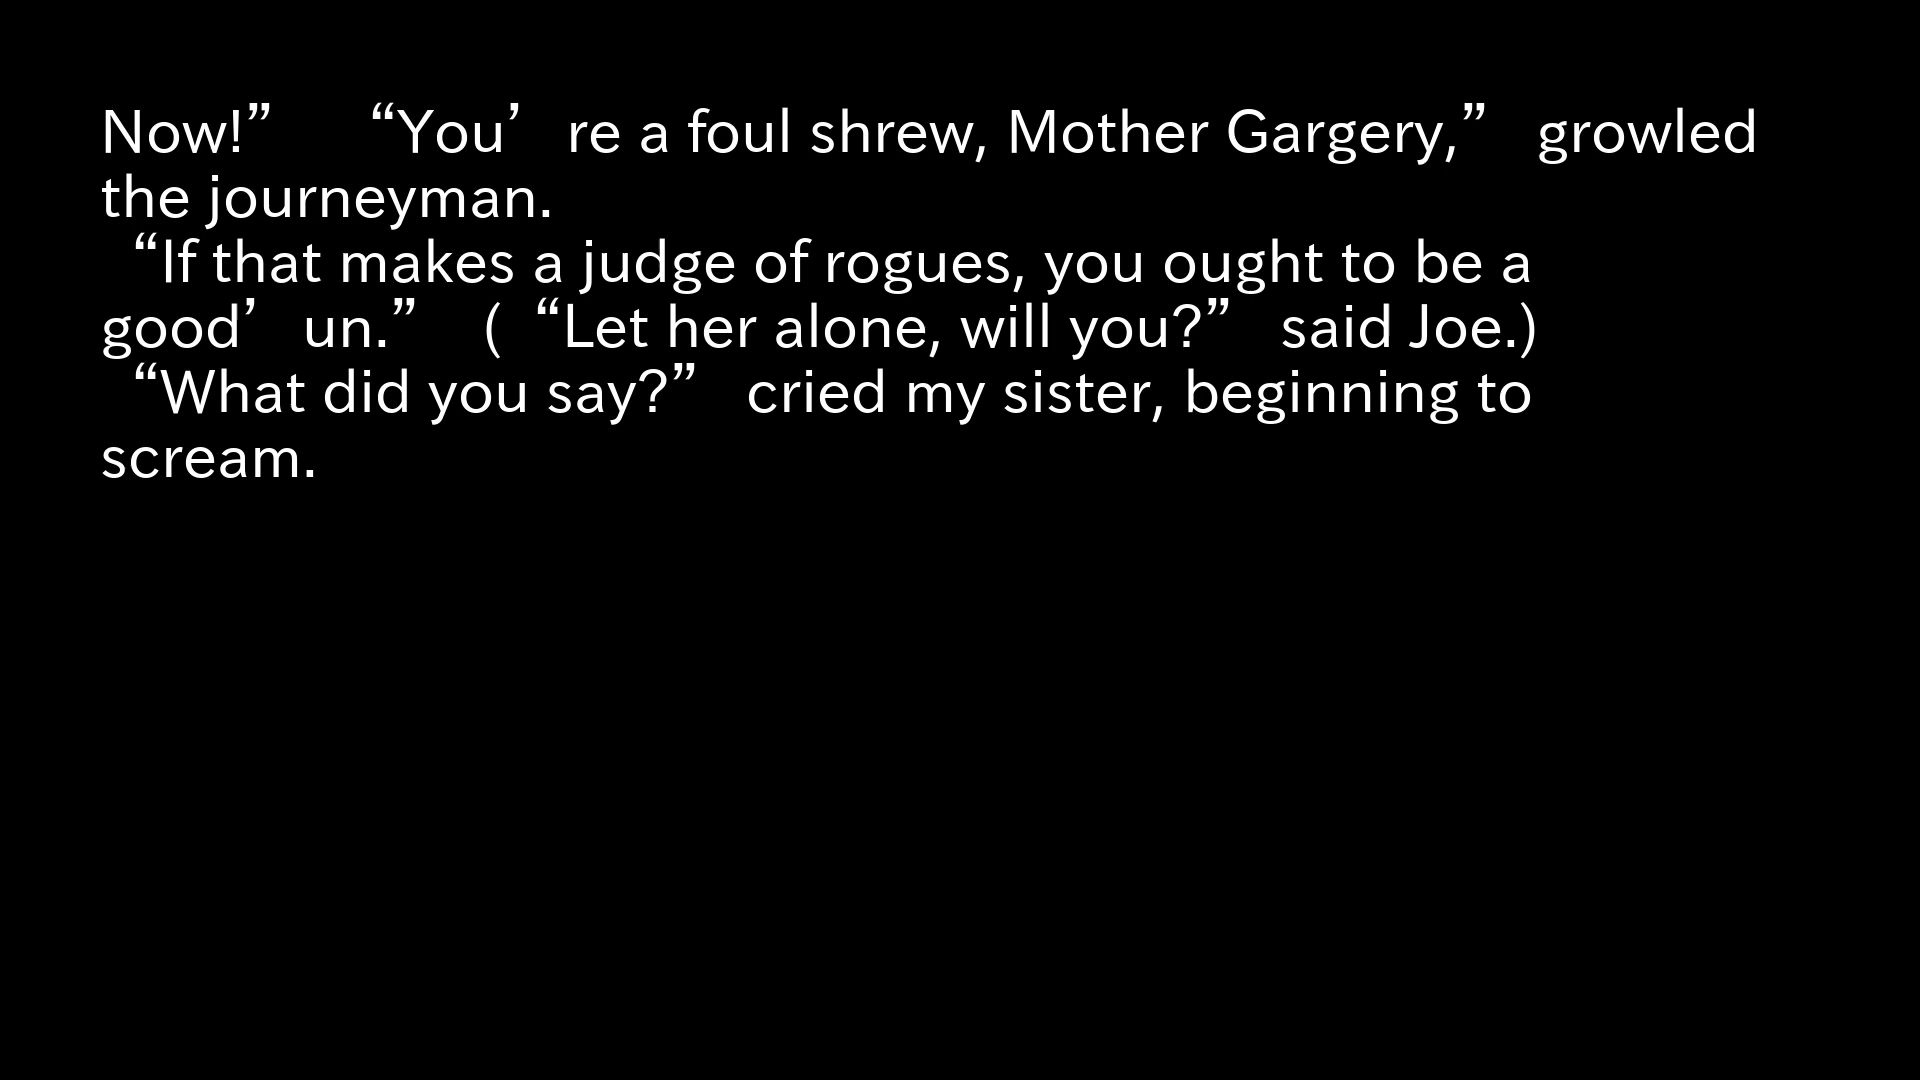 Now!” “You’re a foul shrew, Mother Gargery,” growled
the journeyman.
“If that makes a judge of rogues, you ought to be a
good’un.” (“Let her alone, will you?” said Joe.)
“What did you say?” cried my sister, beginning to
scream.